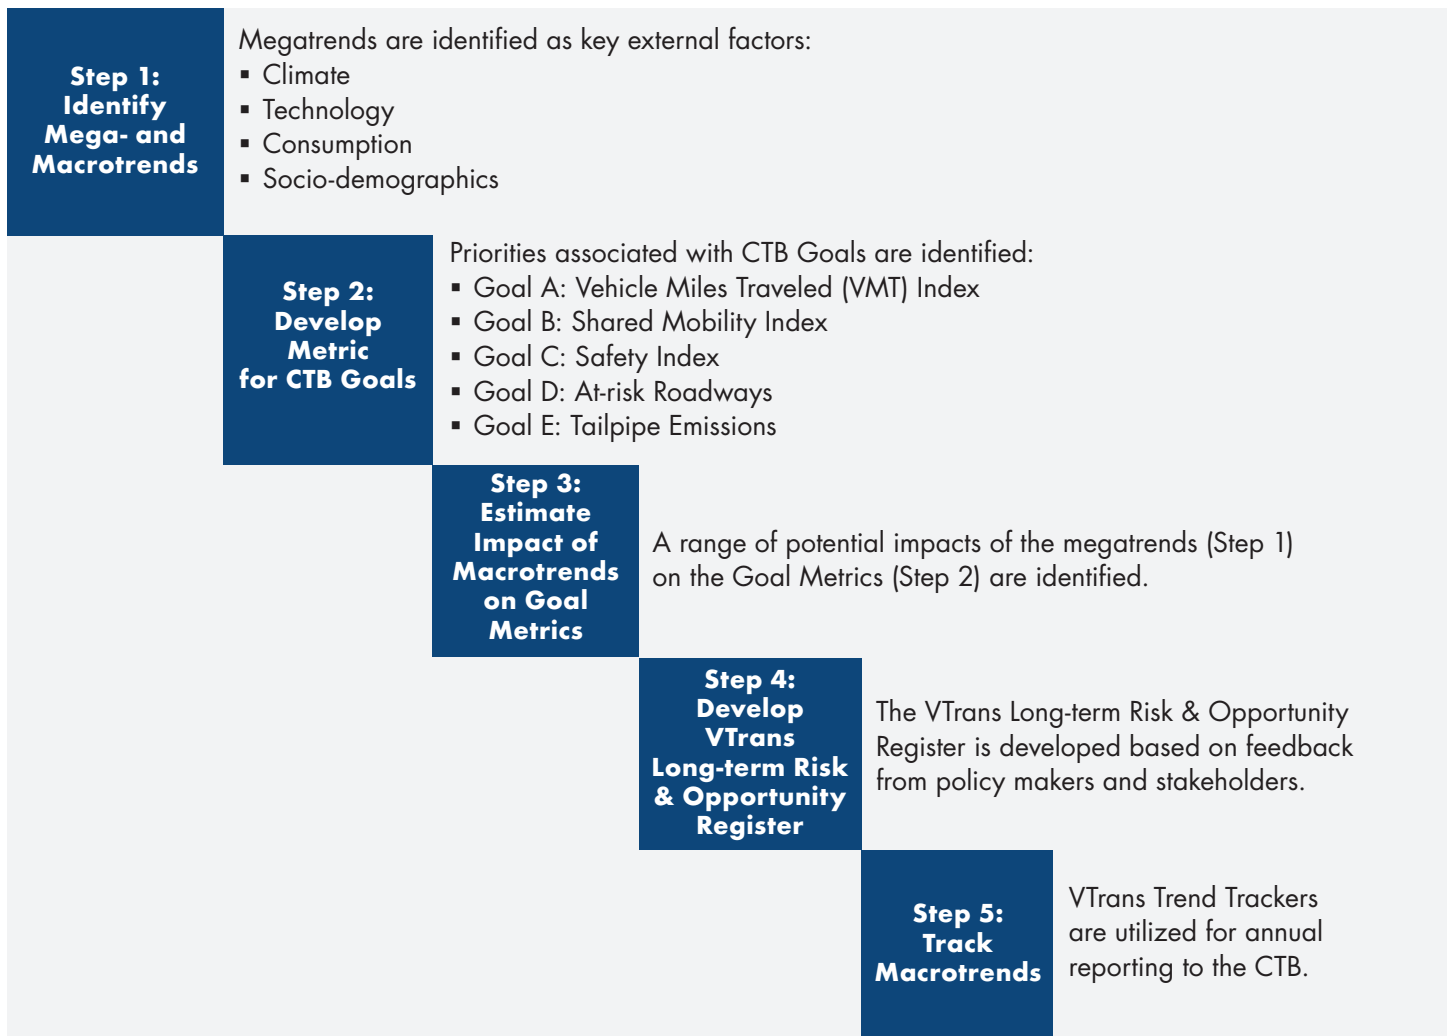 Step 1:
Identify
Mega- and
Macrotrends
Megatrends are identified as key external factors:
▪ Climate
▪ Technology
▪ Consumption
▪ Socio-demographics
Step 2:
Develop
Metric
for CTB Goals
Priorities associated with CTB Goals are identified:
▪ Goal A: Vehicle Miles Traveled (VMT) Index
▪ Goal B: Shared Mobility Index
▪ Goal C: Safety Index
▪ Goal D: At-risk Roadways
▪ Goal E: Tailpipe Emissions
Step 3:
Estimate
Impact of
Macrotrends
on Goal
Metrics
A range of potential impacts of the megatrends (Step 1)
on the Goal Metrics (Step 2) are identified.
Step 4:
Develop
VTrans
Long-term Risk
& Opportunity
Register
The VTrans Long-term Risk & Opportunity
Register is developed based on feedback
from policy makers and stakeholders.
Step 5:
Track
Macrotrends
VTrans Trend Trackers
are utilized for annual
reporting to the CTB.